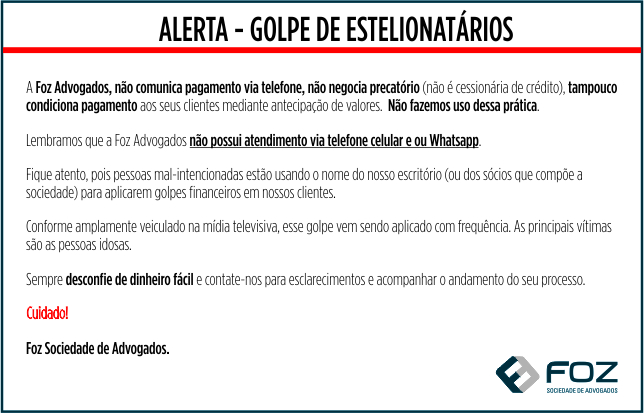 ALERTA - GOLPE DE ESTELIONATÁRIOS
A Foz Advogados, não comunica pagamento via telefone, não negocia precatório (não é cessionária de crédito), tampouco
condiciona pagamento aos seus clientes mediante antecipação de valores. Não fazemos uso dessa prática.
Lembramos que a Foz Advogados não possui atendimento via telefone celular e ou Whatsapp.
Fique atento, pois pessoas mal-intencionadas estão usando o nome do nosso escritório (ou dos sócios que compõe a
sociedade) para aplicarem golpes financeiros em nossos clientes.
Conforme amplamente veiculado na mídia televisiva, esse golpe vem sendo aplicado com frequência. As principais vítimas
são as pessoas idosas.
Sempre desconfie de dinheiro fácil e contate-nos para esclarecimentos e acompanhar o andamento do seu processo.
Cuidado!
Foz Sociedade de Advogados.
FOZ
SOCIEDADE DE ADVOGADOS